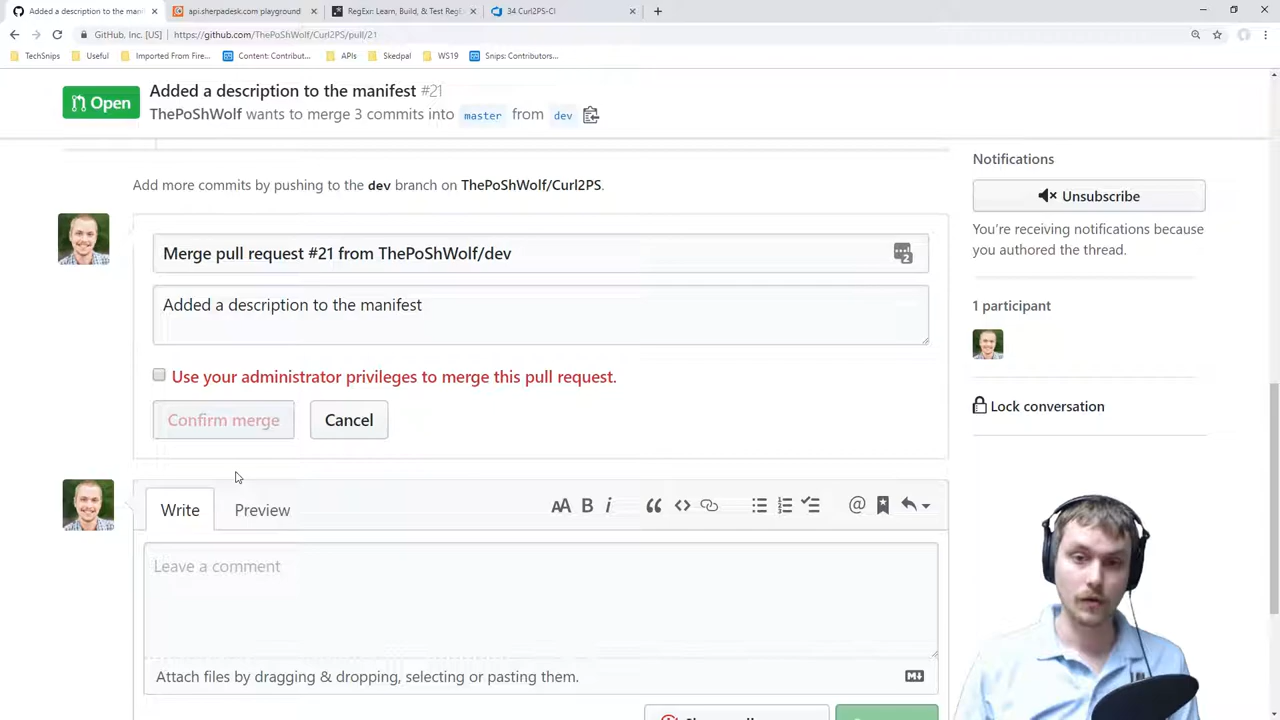 Added a description to the manifest
api.sherpadesk.com playground
RegExr: Learn, Build, & Test Reg
34 Curl2PS-CI
GitHub, Inc. [US]
https://github.com/ThePoShWolf/Curl2PS/pull/21
TechSnips
Useful
Imported From Fire...
Content: Contribut...
APIs
Skedpal
WS19
Snips: Contributors...
Open
Added a description to the manifest #21
ThePoShWolf wants to merge 3 commits into master from dev
Add more commits by pushing to the dev branch on ThePoShWolf/Curl2PS.
Merge pull request #21 from ThePoShWolf/dev
2
Added a description to the manifest
Use your administrator privileges to merge this pull request.
Confirm merge
Cancel
Notifications
Unsubscribe
You're receiving notifications because
you authored the thread.
1 participant
Lock conversation
Write
Preview
Leave a comment
Attach files by dragging & dropping, selecting or pasting them.